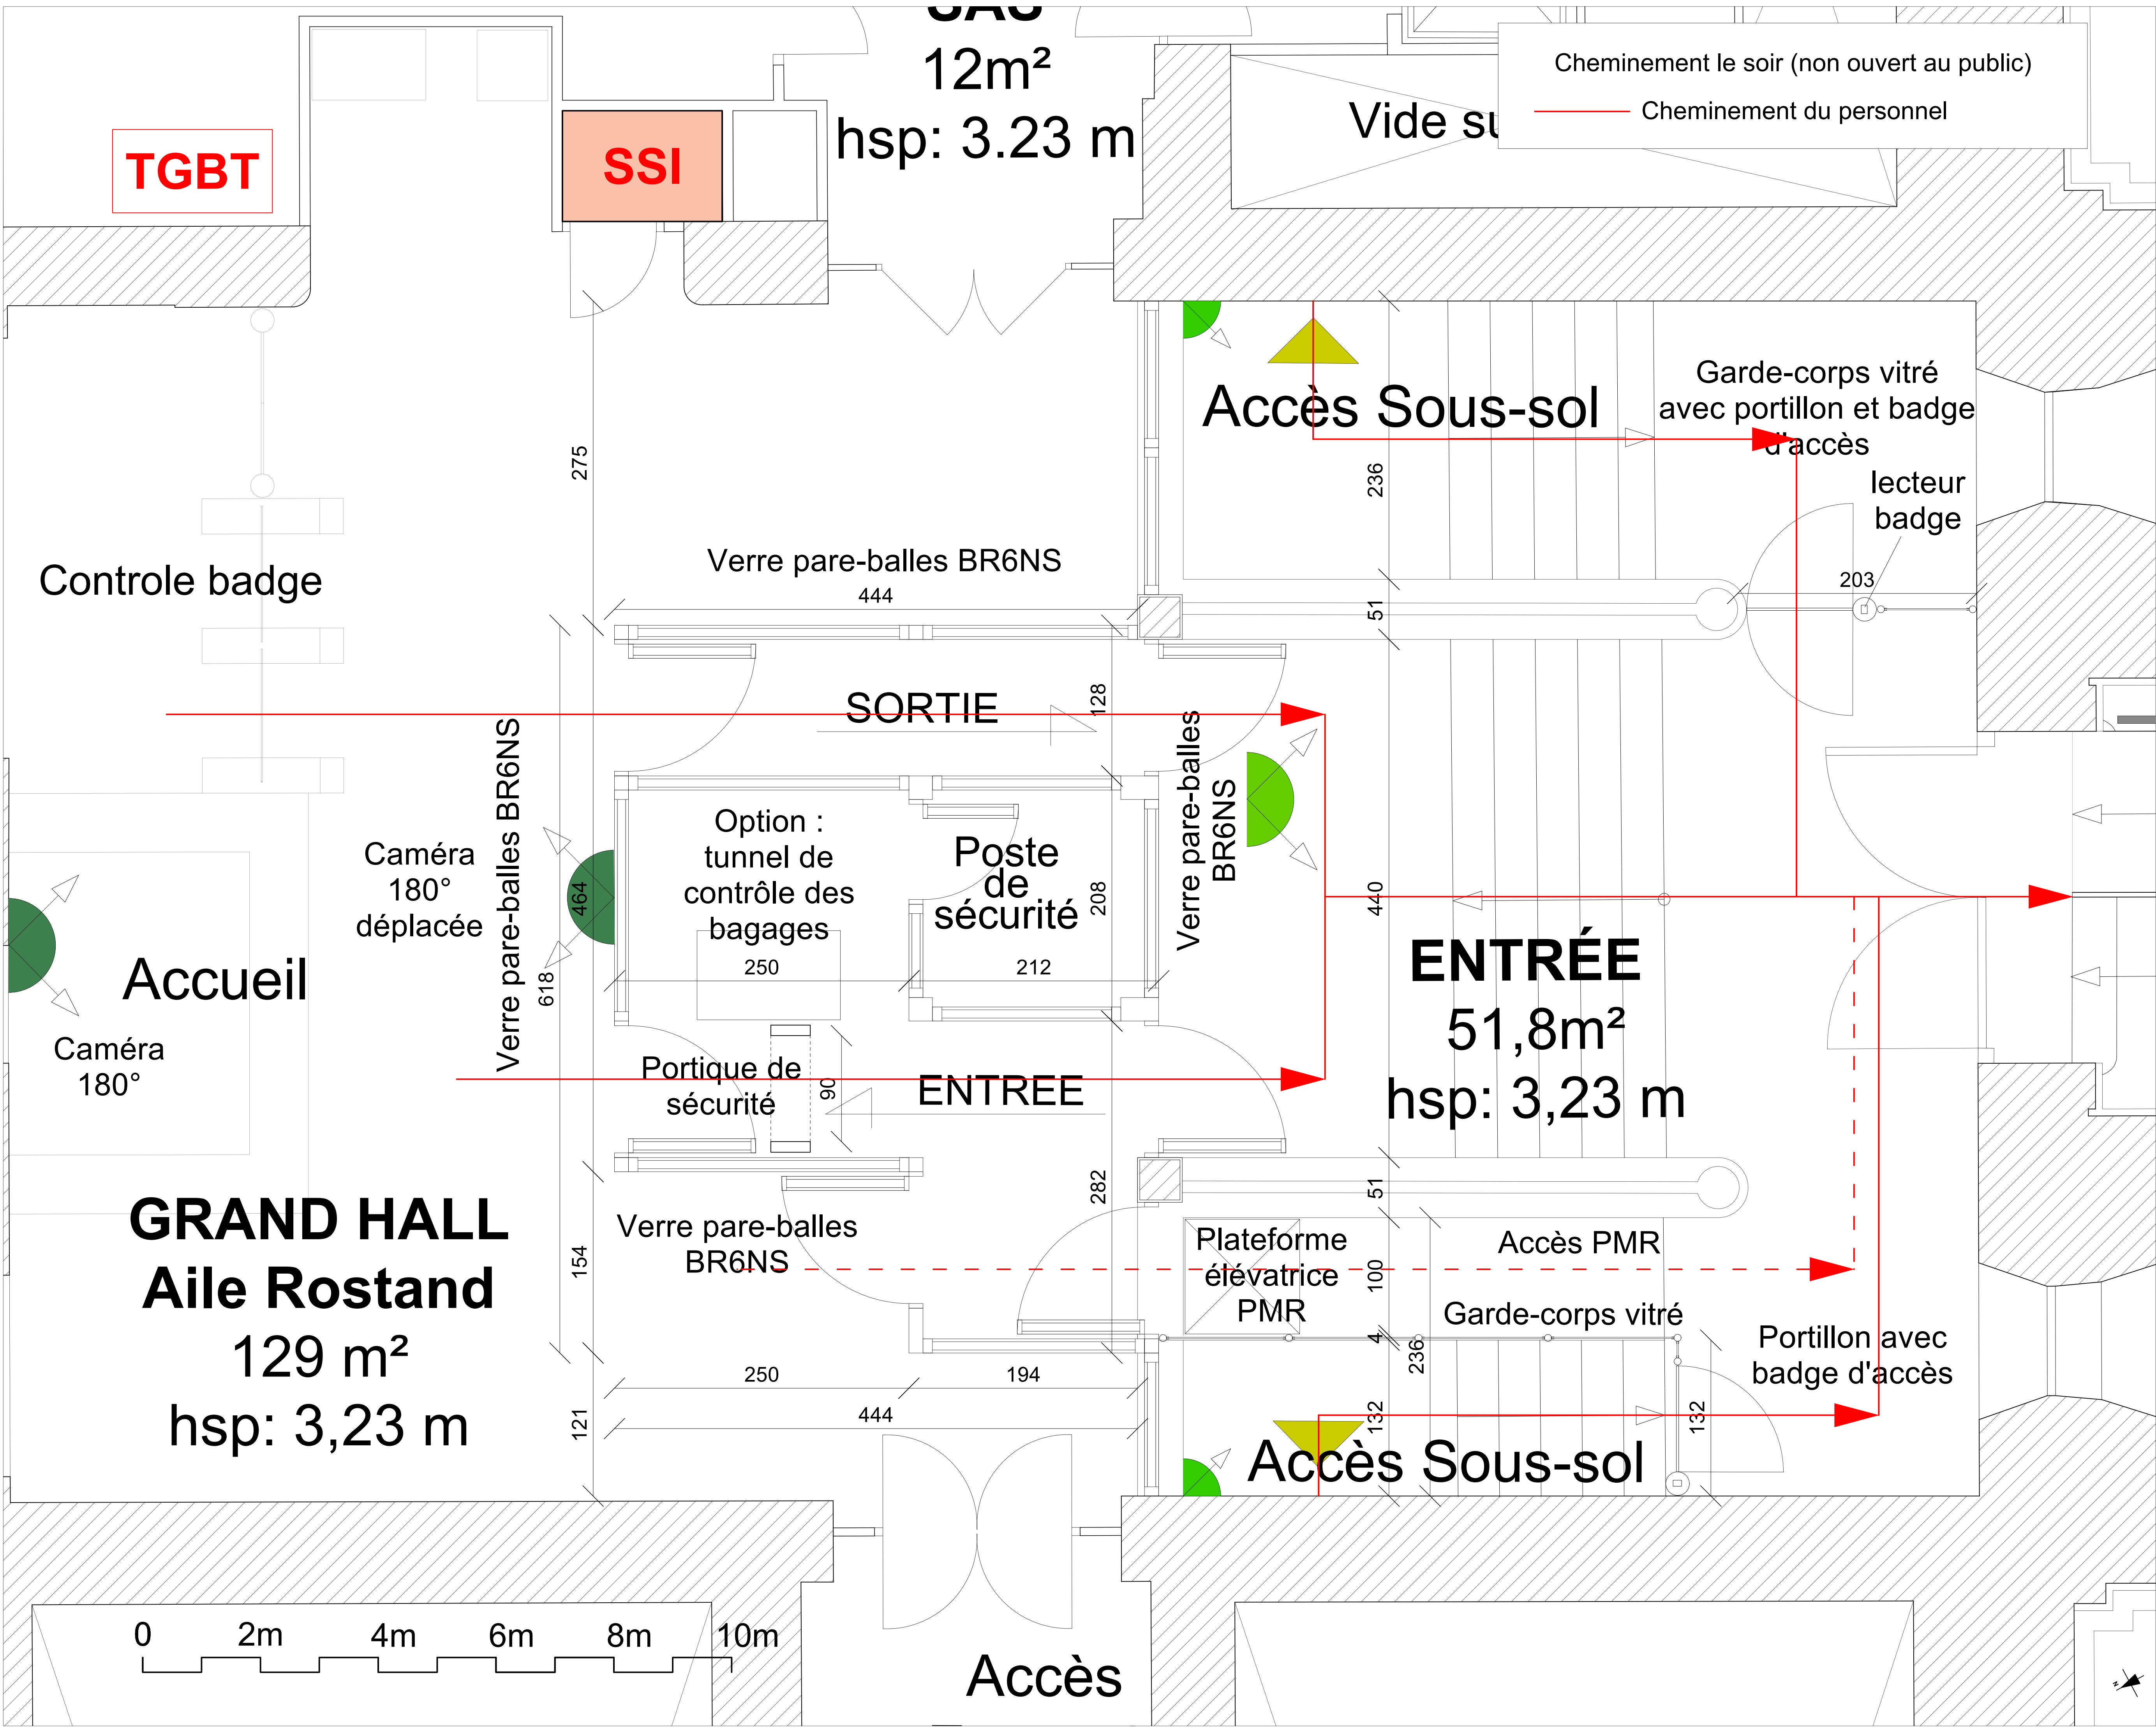 12m²
hsp: 3.23 m
Cheminement le soir (non ouvert au public)
Cheminement du personnel
Vide
TGBT
SSI
Accès Sous-sol
Garde-corps vitré
avec portillon et badge
d'accès
lecteur
badge
275
236
Controle badge
Verre pare-balles BR6NS
444
51
203
SORTIE
128
Verre pare-balles BR6NS
Verre pare-balles
BR6NS
Option :
tunnel de
contrôle des
bagages
Poste
de
sécurité
Caméra
180°
déplacée
464
208
440
250
212
618
Accueil
Caméra
180°
ENTRÉE
51,8m²
hsp: 3,23 m
Portique de
sécurité
90
ENTREE
282
51
GRAND HALL
Aile Rostand
129 m²
hsp: 3,23 m
Verre pare-balles
BR6NS
154
Plateforme
élévatrice
PMR
100
Accès PMR
Garde-corps vitré
4
236
Portillon avec
badge d'accès
250
194
444
121
132
132
Accès Sous-sol
0
2m
4m
6m
8m
10m
Accès
N